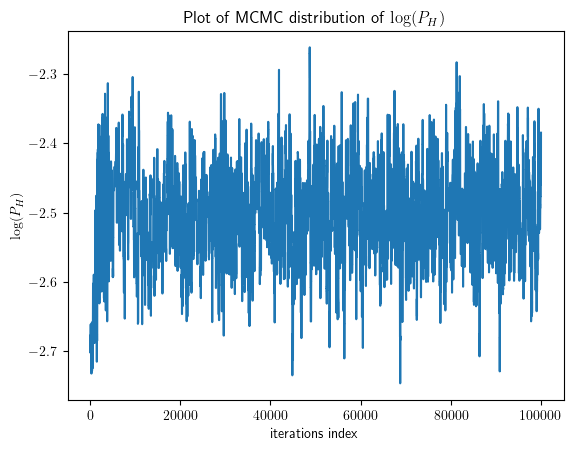 Plot of MCMC distribution of log(P_H)
log(P_H)
−2.3
−2.4
−2.5
−2.6
−2.7
0 20000 40000 60000 80000 100000
iterations index